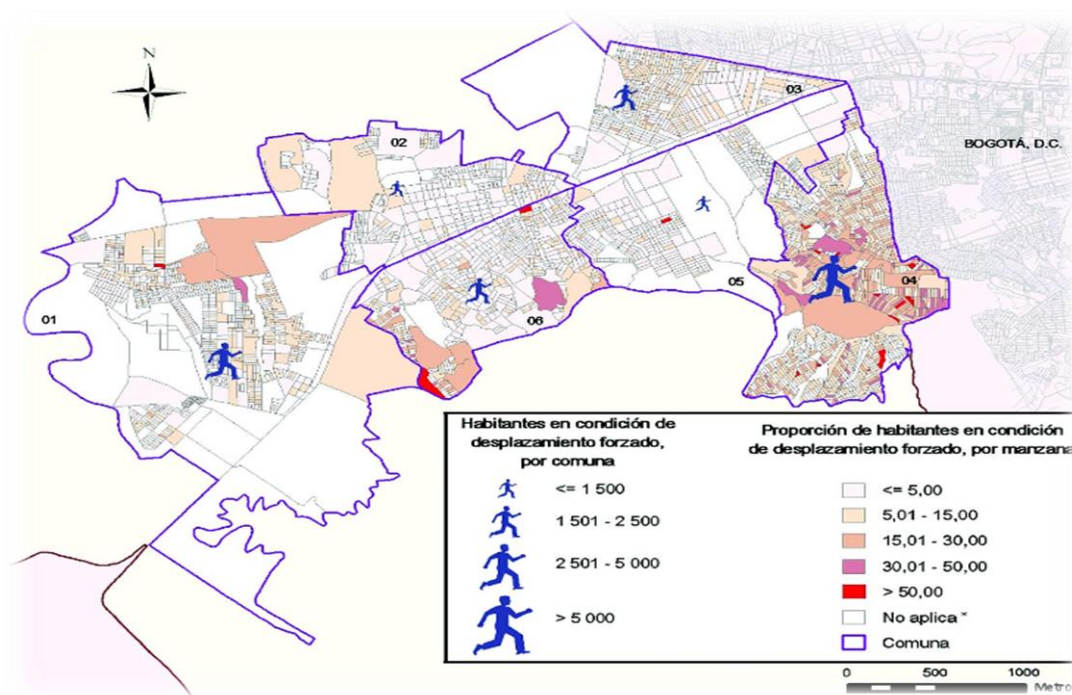 N
03
02
BOGOTÁ, D.C.
04
05
01
06
Habitantes en condición de
desplazamiento forzado,
por comuna
<= 1 500
1 501 - 2 500
2 501 - 5 000
> 5 000
Proporción de habitantes en condición
de desplazamiento forzado, por manzana
<= 5,00
5,01 - 15,00
15,01 - 30,00
30,01 - 50,00
> 50,00
No aplica *
Comuna
0 500 1000
Metro